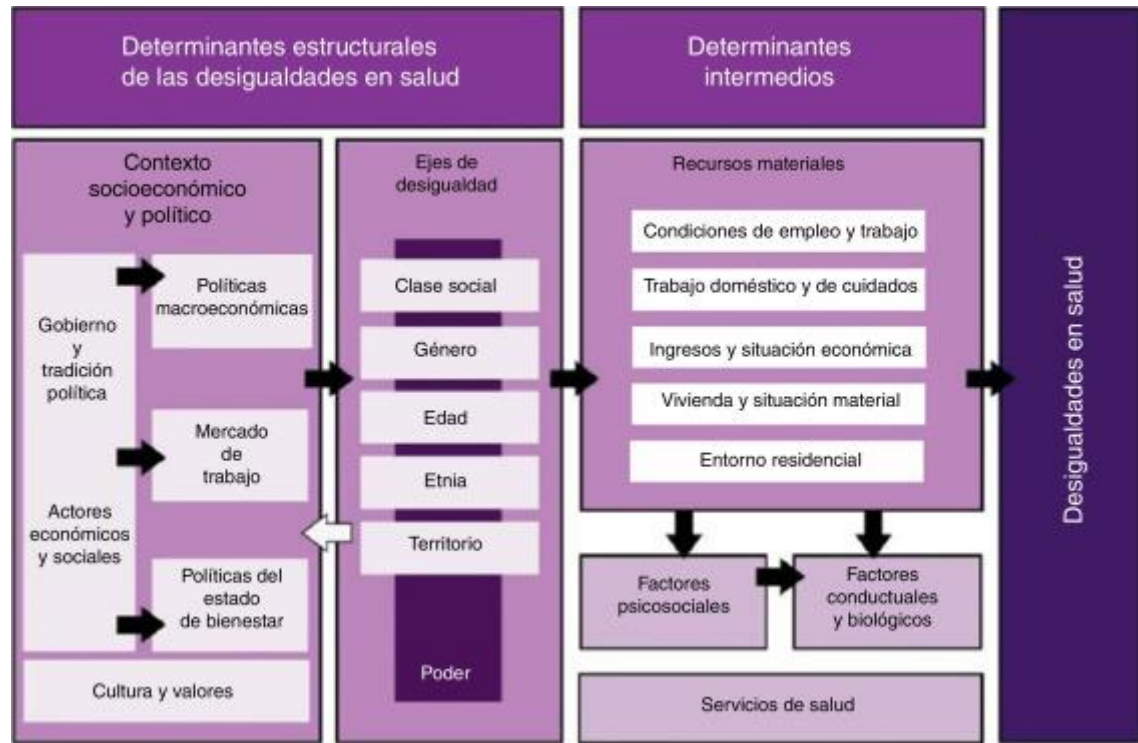 Determinantes estructurales
de las desigualdades en salud
Determinantes
intermedios
Contexto
socioeconómico
y político
Gobierno
y
tradición
política
Actores
económicos
y sociales
Políticas
macroeconómicas
Mercado
de
trabajo
Políticas del
estado
de bienestar
Cultura y valores
Ejes de
desigualdad
Clase social
Género
Edad
Etnia
Territorio
Poder
Recursos materiales
Condiciones de empleo y trabajo
Trabajo doméstico y de cuidados
Ingresos y situación económica
Vivienda y situación material
Entorno residencial
Factores
psicosociales
Factores
conductuales
y biológicos
Servicios de salud
Desigualdades en salud